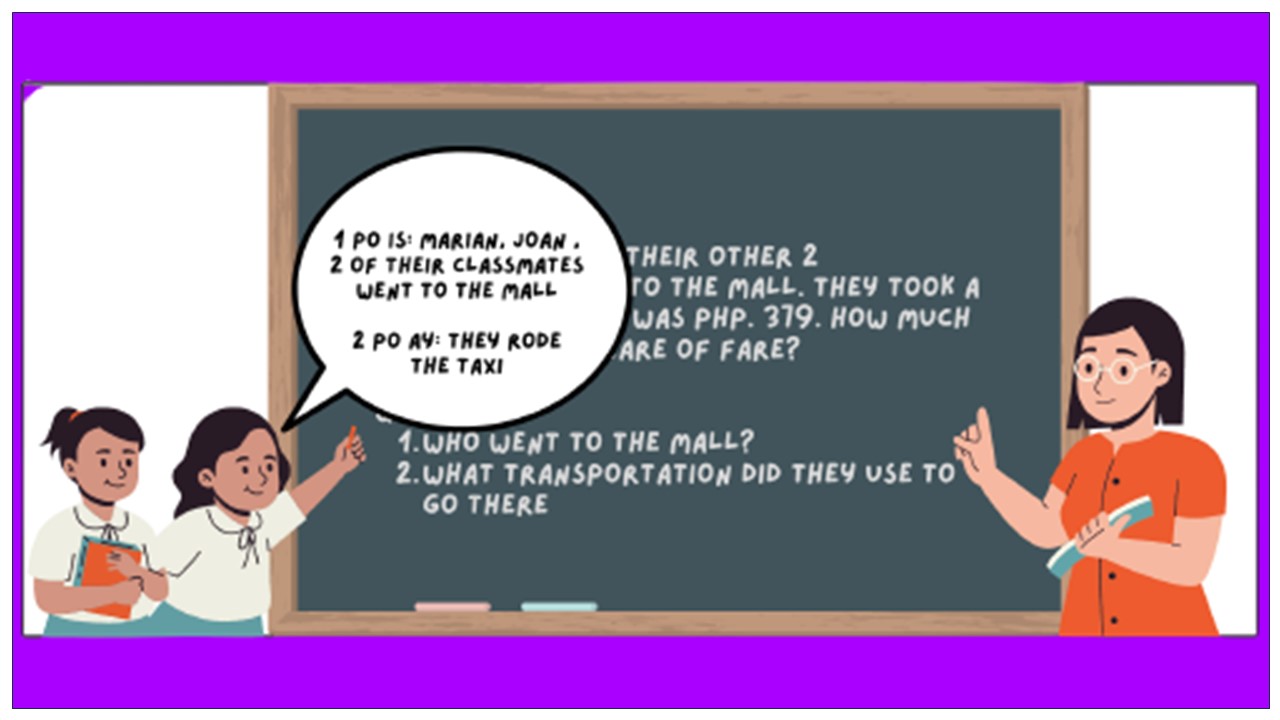 1 PO IS: MARIAN, JOAN ,
2 OF THEIR CLASSMATES
WENT TO THE MALL
2 PO AY: THEY RODE
THE TAXI
THEIR OTHER 2
TO THE MALL. THEY TOOK A
WAS PHP. 379. HOW MUCH
ARE OF FARE?
1.WHO WENT TO THE MALL?
2.WHAT TRANSPORTATION DID THEY USE TO
GO THERE